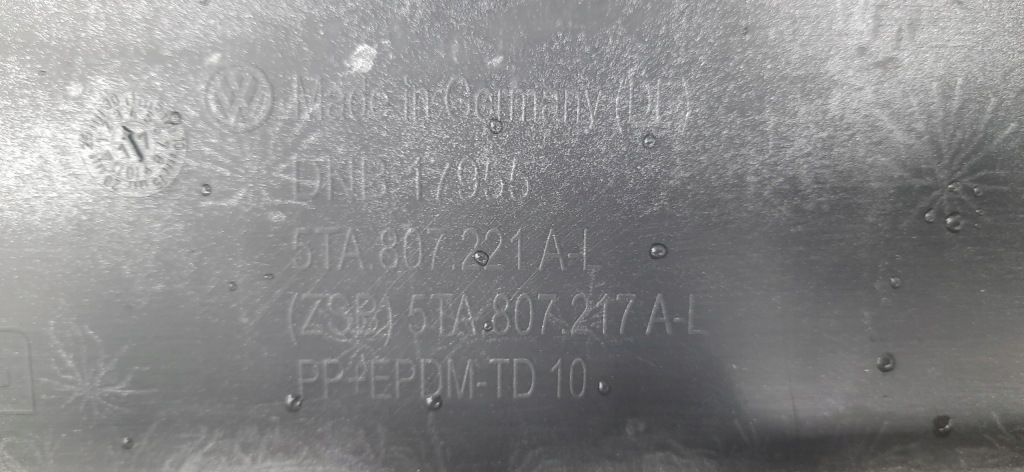 Made in Germany (DE)
DNB 17955
5TA.807.221.A-L
(ZSB) 5TA.807.217 A-L
PP+EPDM-TD 10